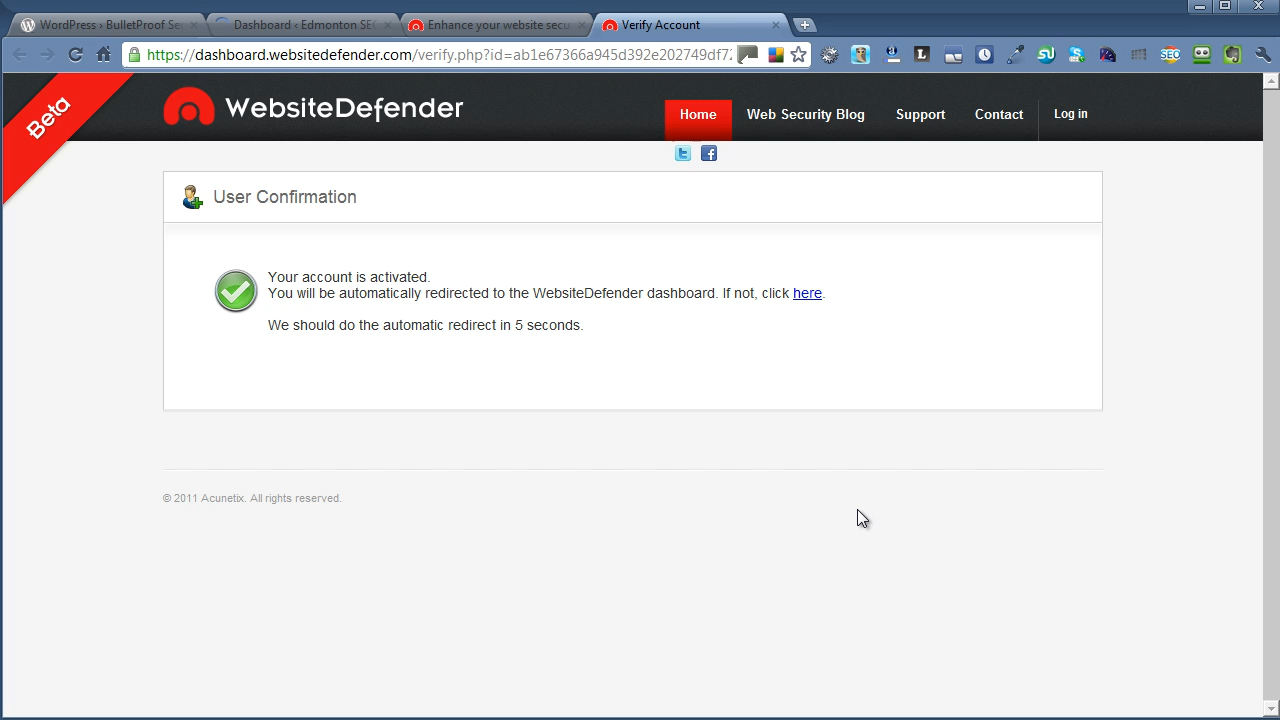 WordPress › BulletProof Se
Dashboard ‹ Edmonton SE
Enhance your website secu
Verify Account
https://dashboard.websitedefender.com/verify.php?id=ab1e67366a945d392e202749df7
a
L
SEO
Beta
WebsiteDefender
Home
Web Security Blog
Support
Contact
Log in
User Confirmation
Your account is activated.
You will be automatically redirected to the WebsiteDefender dashboard. If not, click here.
We should do the automatic redirect in 5 seconds.
© 2011 Acunetix. All rights reserved.